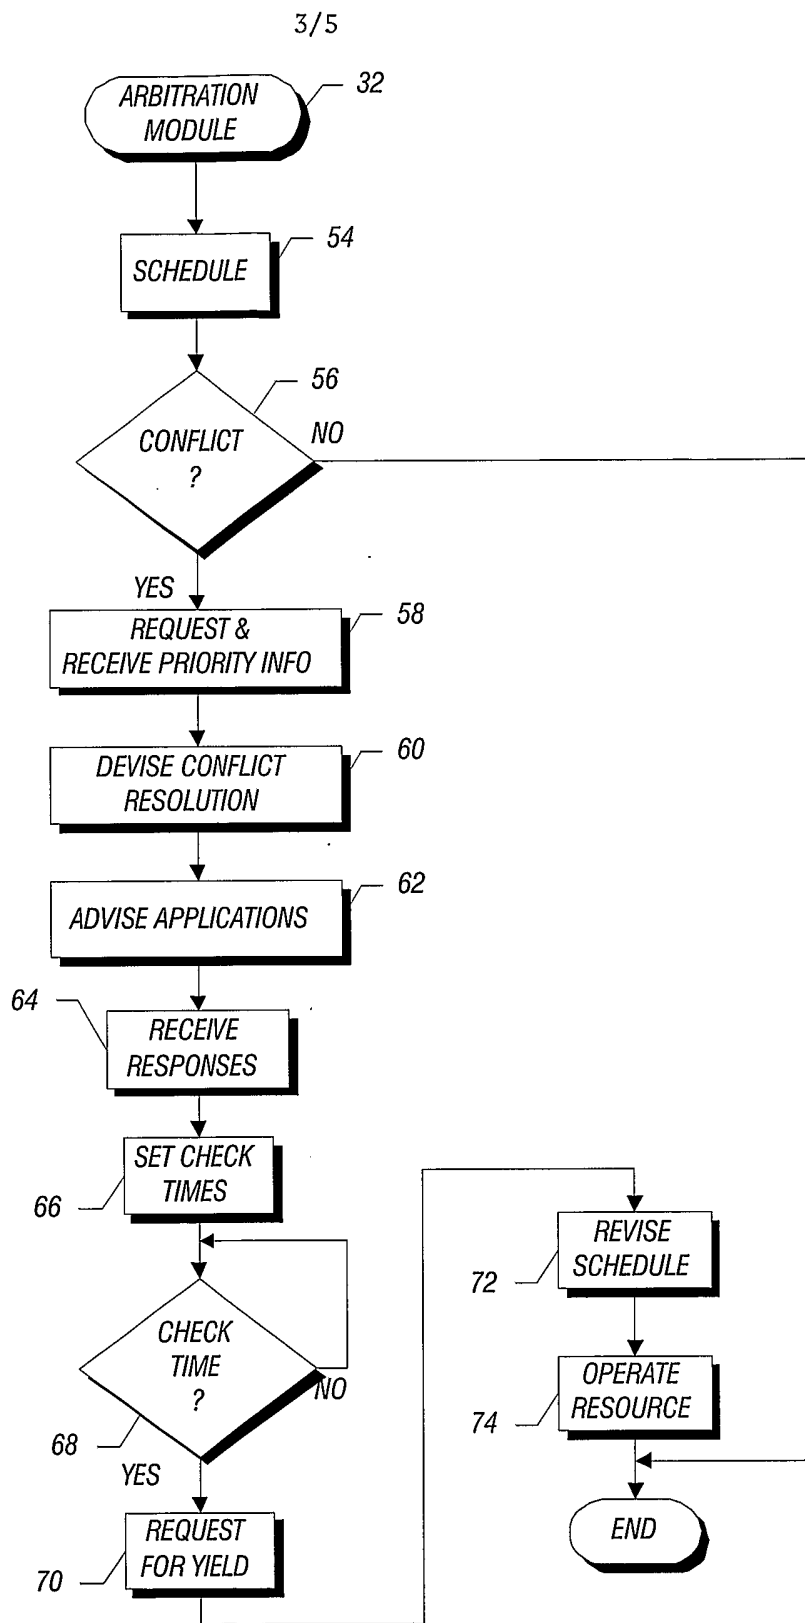 3/5
ARBITRATION
MODULE
32
SCHEDULE
54
56
CONFLICT
?
NO
YES
REQUEST &
RECEIVE PRIORITY INFO
58
DEVISE CONFLICT
RESOLUTION
60
ADVISE APPLICATIONS
62
64
RECEIVE
RESPONSES
SET CHECK
TIMES
66
CHECK
TIME
?
NO
68
YES
REQUEST
FOR YIELD
70
REVISE
SCHEDULE
72
OPERATE
RESOURCE
74
END